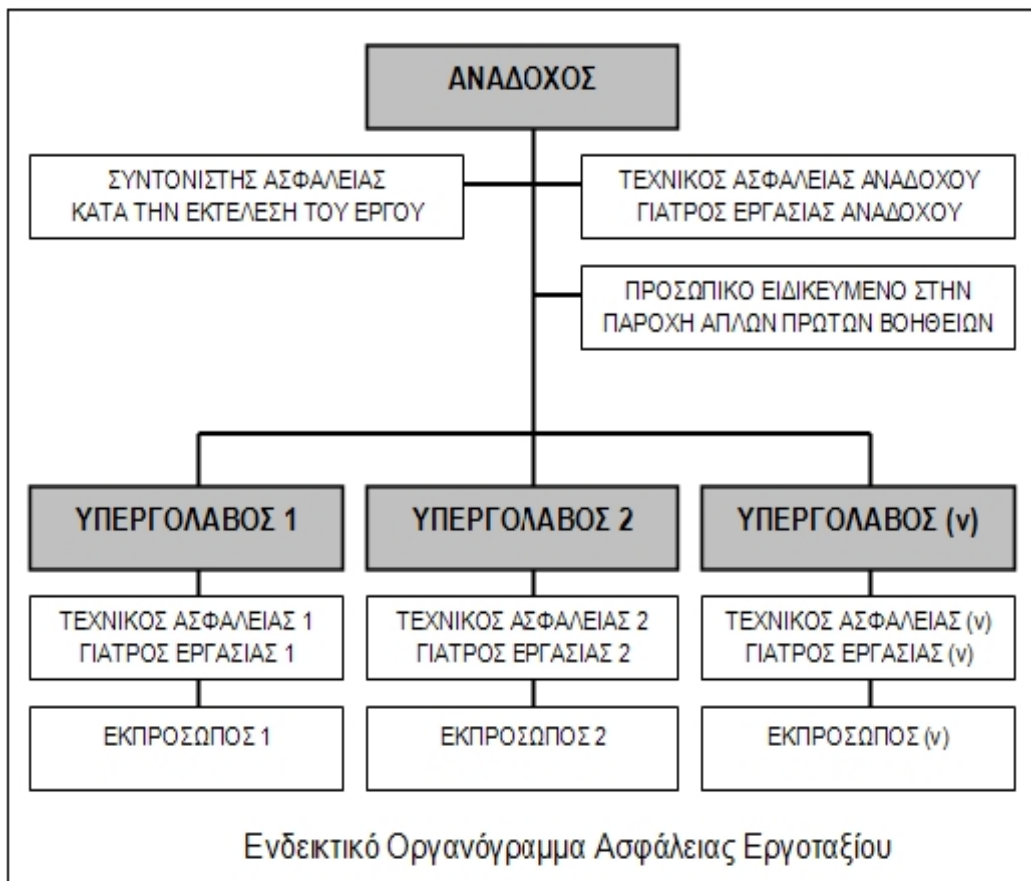 ΑΝΑΔΟΧΟΣ
ΣΥΝΤΟΝΙΣΤΗΣ ΑΣΦΑΛΕΙΑΣ
ΚΑΤΑ ΤΗΝ ΕΚΤΕΛΕΣΗ ΤΟΥ ΕΡΓΟΥ
ΤΕΧΝΙΚΟΣ ΑΣΦΑΛΕΙΑΣ ΑΝΑΔΟΧΟΥ
ΓΙΑΤΡΟΣ ΕΡΓΑΣΙΑΣ ΑΝΑΔΟΧΟΥ
ΠΡΟΣΩΠΙΚΟ ΕΙΔΙΚΕΥΜΕΝΟ ΣΤΗΝ
ΠΑΡΟΧΗ ΑΠΛΩΝ ΠΡΩΤΩΝ ΒΟΗΘΕΙΩΝ
ΥΠΕΡΓΟΛΑΒΟΣ 1
ΤΕΧΝΙΚΟΣ ΑΣΦΑΛΕΙΑΣ 1
ΓΙΑΤΡΟΣ ΕΡΓΑΣΙΑΣ 1
ΕΚΠΡΟΣΩΠΟΣ 1
ΥΠΕΡΓΟΛΑΒΟΣ 2
ΤΕΧΝΙΚΟΣ ΑΣΦΑΛΕΙΑΣ 2
ΓΙΑΤΡΟΣ ΕΡΓΑΣΙΑΣ 2
ΕΚΠΡΟΣΩΠΟΣ 2
ΥΠΕΡΓΟΛΑΒΟΣ (ν)
ΤΕΧΝΙΚΟΣ ΑΣΦΑΛΕΙΑΣ (ν)
ΓΙΑΤΡΟΣ ΕΡΓΑΣΙΑΣ (ν)
ΕΚΠΡΟΣΩΠΟΣ (ν)
Ενδεικτικό Οργανόγραμμα Ασφάλειας Εργοταξίου